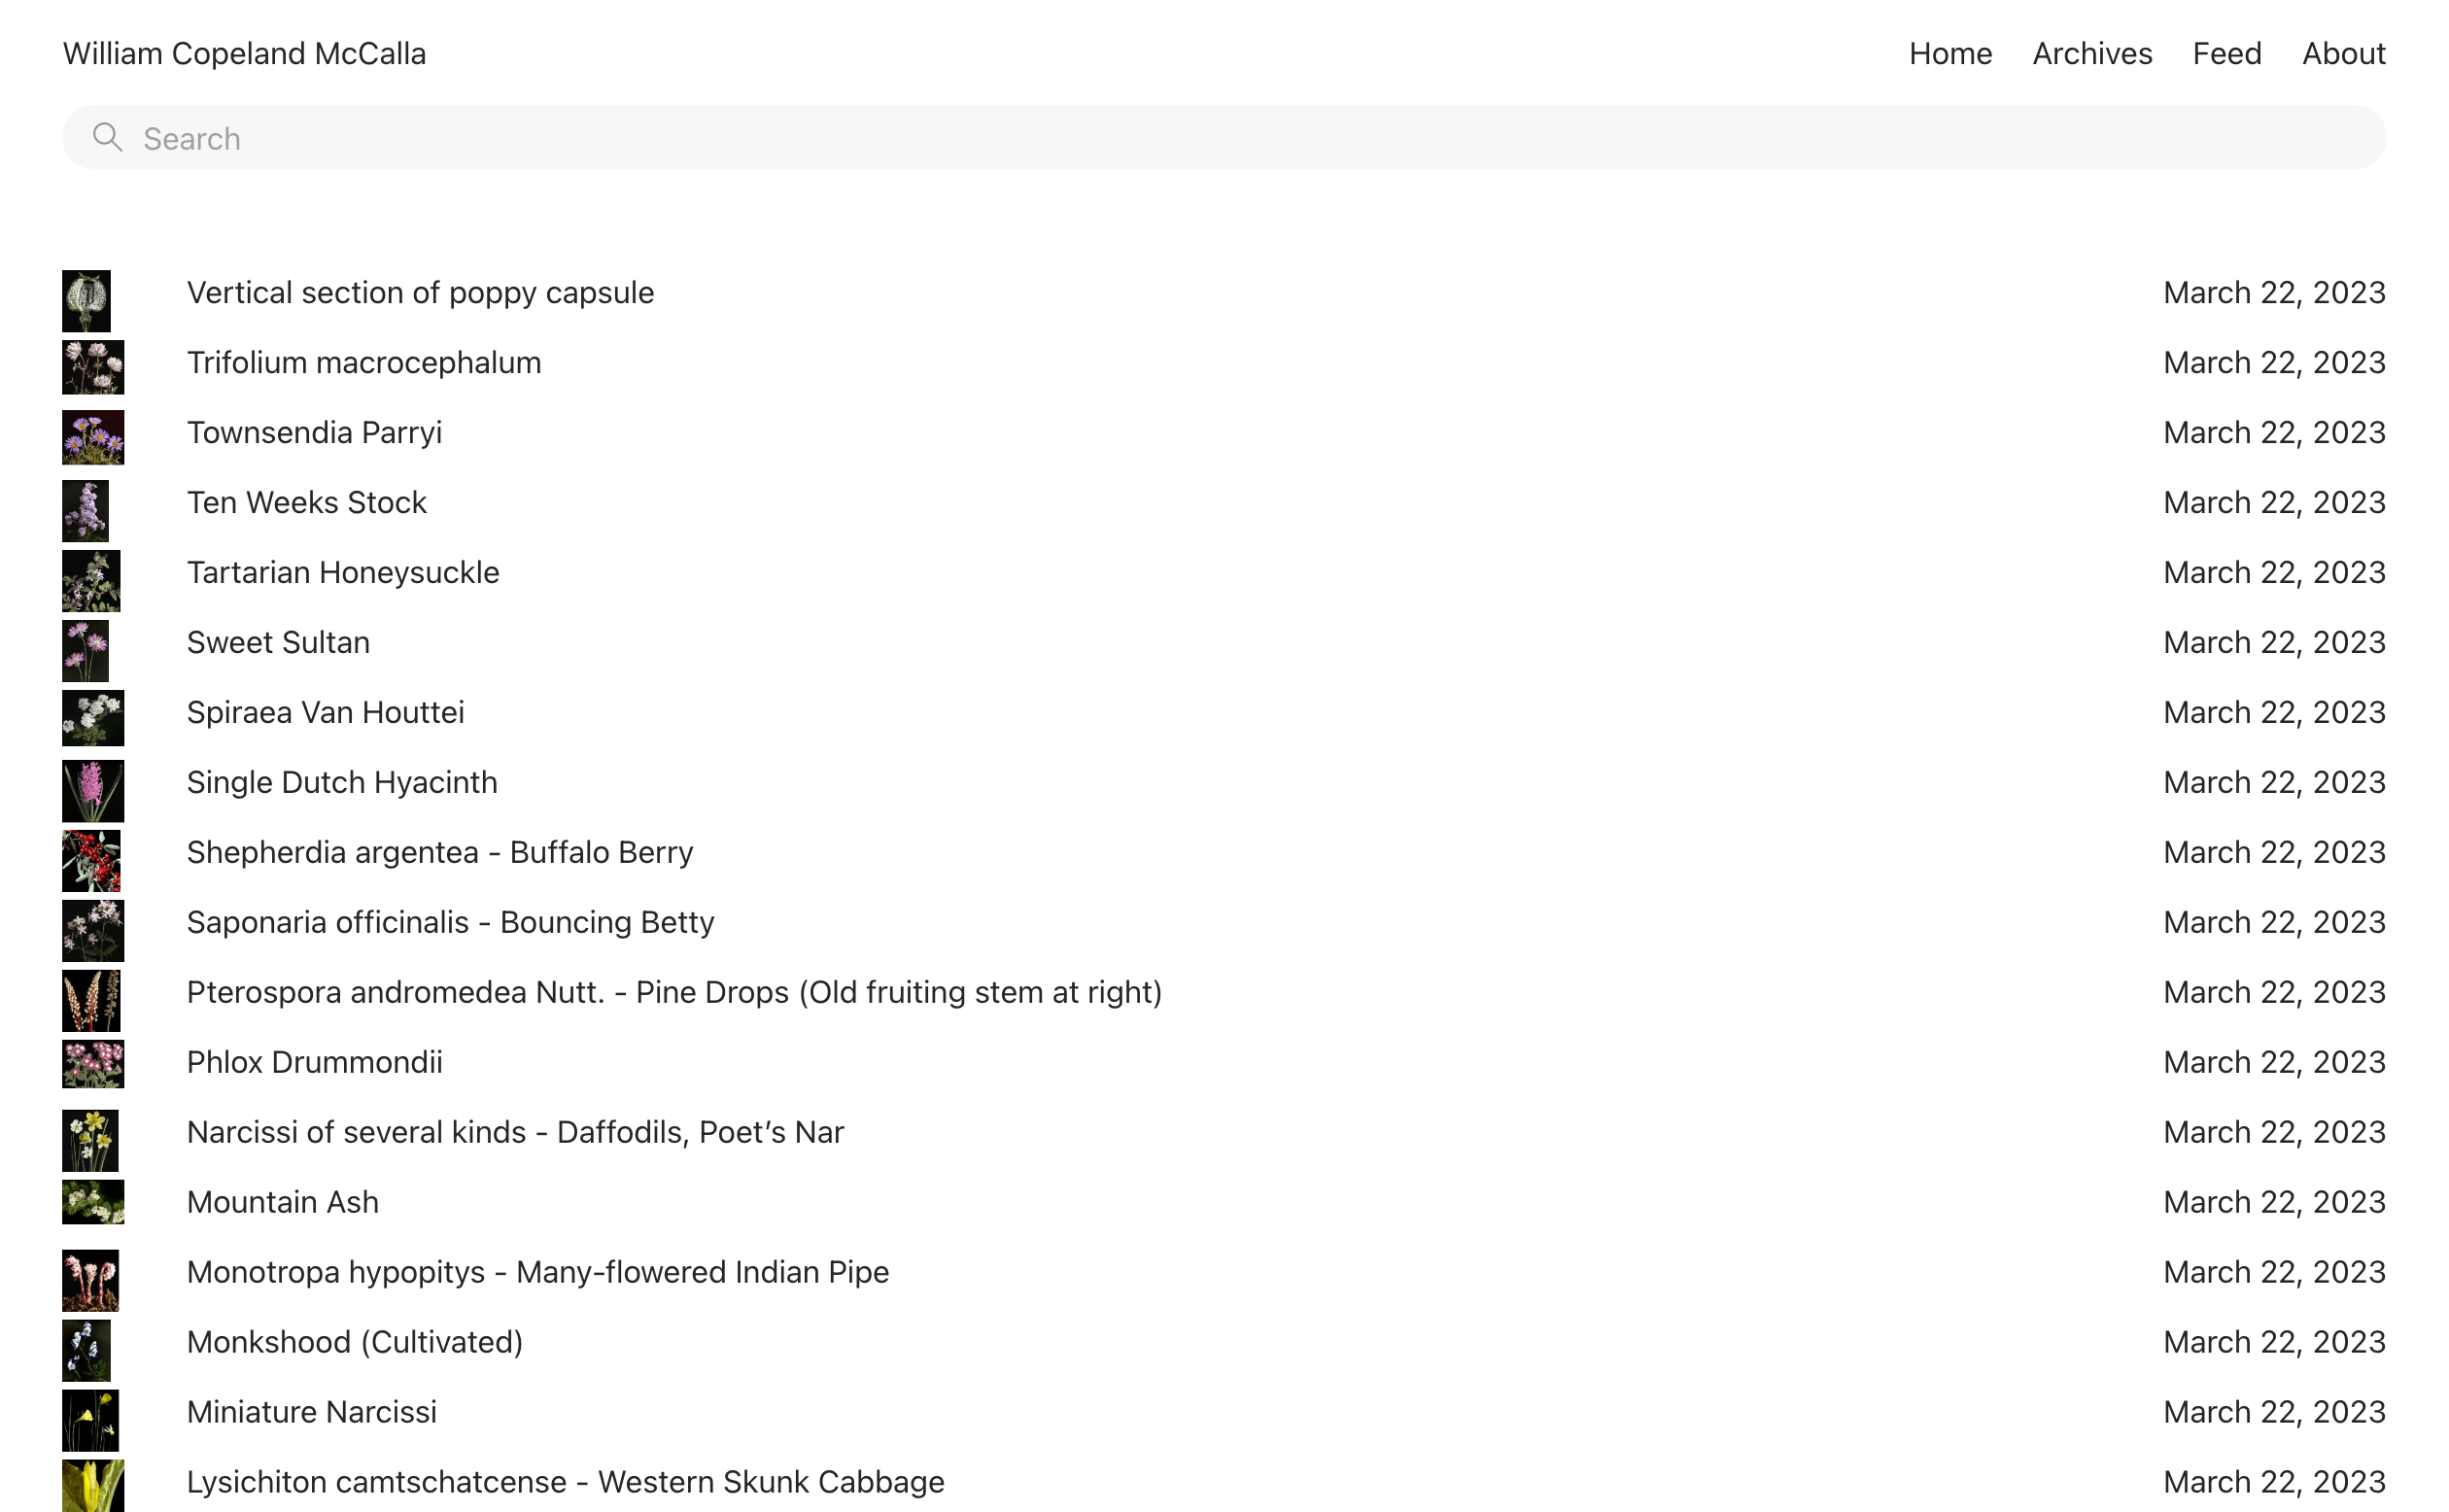 William Copeland McCalla
Home Archives Feed About
Search
Vertical section of poppy capsule March 22, 2023
Trifolium macrocephalum March 22, 2023
Townsendia Parryi March 22, 2023
Ten Weeks Stock March 22, 2023
Tartarian Honeysuckle March 22, 2023
Sweet Sultan March 22, 2023
Spiraea Van Houttei March 22, 2023
Single Dutch Hyacinth March 22, 2023
Shepherdia argentea - Buffalo Berry March 22, 2023
Saponaria officinalis - Bouncing Betty March 22, 2023
Pterospora andromedea Nutt. - Pine Drops (Old fruiting stem at right) March 22, 2023
Phlox Drummondii March 22, 2023
Narcissi of several kinds - Daffodils, Poet’s Nar March 22, 2023
Mountain Ash March 22, 2023
Monotropa hypopitys - Many-flowered Indian Pipe March 22, 2023
Monkshood (Cultivated) March 22, 2023
Miniature Narcissi March 22, 2023
Lysichiton camtschatcense - Western Skunk Cabbage March 22, 2023